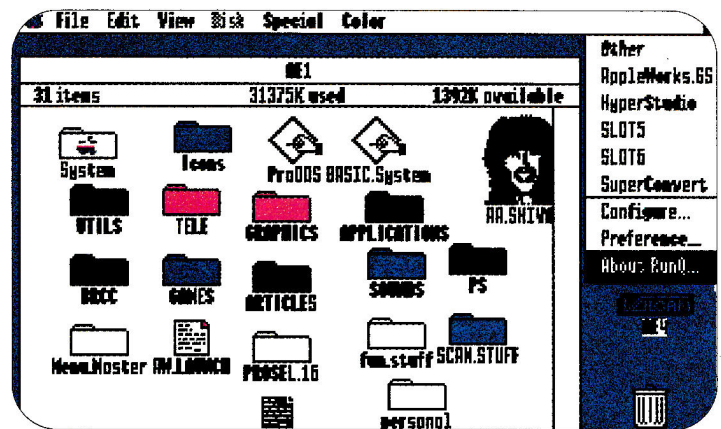 File Edit View Disk Special Color
31 items 31375K used 1392K available
System Icons ProDOS BASIC.System
UTILS TELE GRAPHICS APPLICATIONS
GAMES ARTICLES SOUNDS PS
PROSEL.16 fun.stuff SCAN.STUFF
personal
Other
AppleWorks.GS
HyperStudio
SLOT5
SLOT6
SuperConvert
Configure...
Preference...
About RunQ...